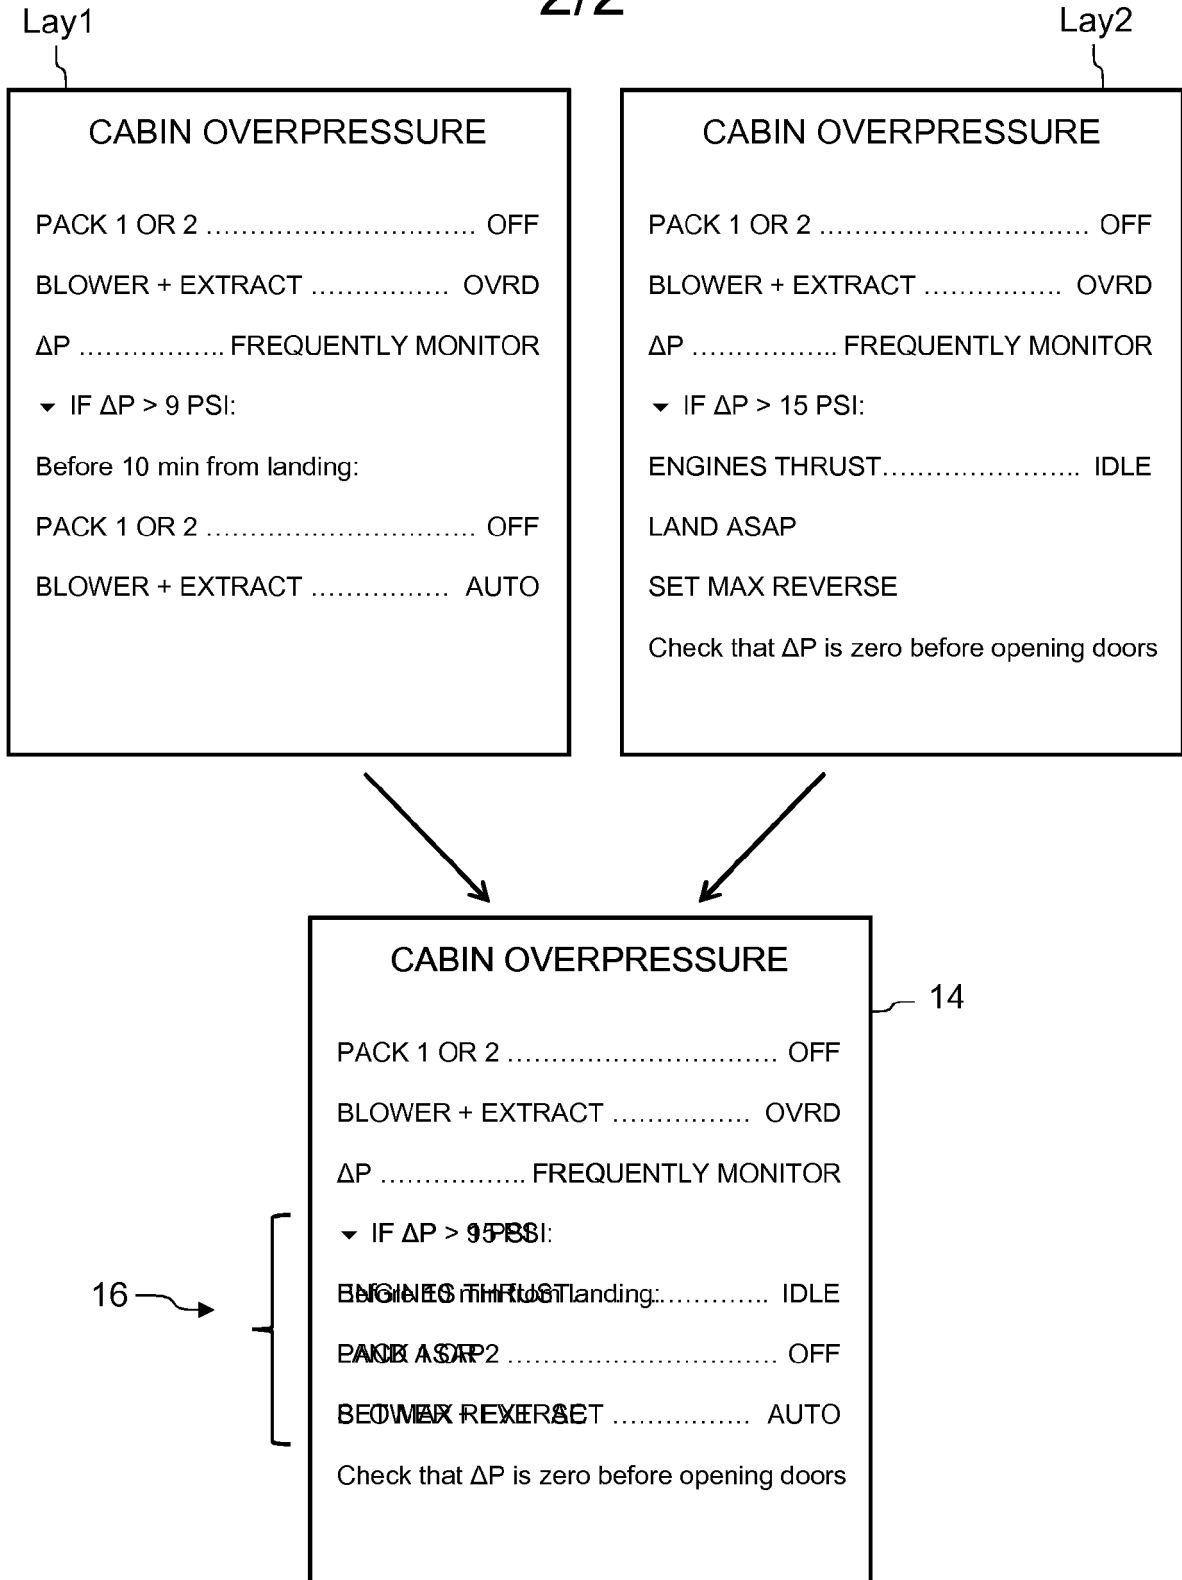 2/2
Lay1
CABIN OVERPRESSURE
PACK 1 OR 2 ............................... OFF
BLOWER + EXTRACT ................ OVRD
ΔP ................. FREQUENTLY MONITOR
IF ΔP > 9 PSI:
Before 10 min from landing:
PACK 1 OR 2 ............................... OFF
BLOWER + EXTRACT ................ AUTO
Lay2
CABIN OVERPRESSURE
PACK 1 OR 2 ............................... OFF
BLOWER + EXTRACT ................ OVRD
ΔP ................. FREQUENTLY MONITOR
IF ΔP > 15 PSI:
ENGINES THRUST....................... IDLE
LAND ASAP
SET MAX REVERSE
Check that ΔP is zero before opening doors
CABIN OVERPRESSURE
14
PACK 1 OR 2 ............................... OFF
BLOWER + EXTRACT ................ OVRD
ΔP ................. FREQUENTLY MONITOR
IF ΔP >
16
IDLE
OFF
AUTO
Check that ΔP is zero before opening doors